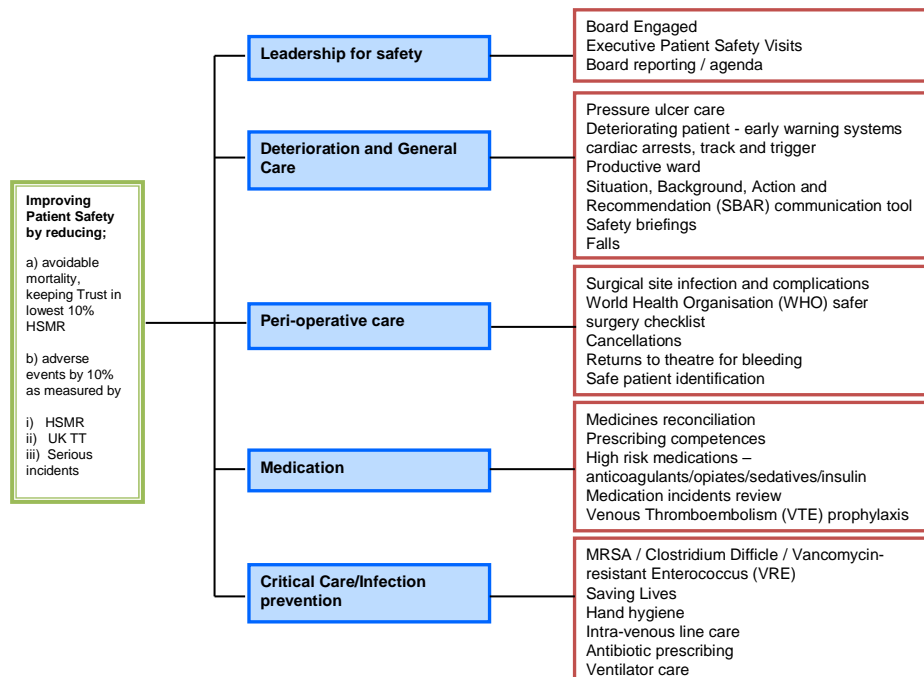 Improving
Patient Safety
by reducing;
a) avoidable
mortality,
keeping Trust in
lowest 10%
HSMR
b) adverse
events by 10%
as measured by
i) HSMR
ii) UK TT
iii) Serious
incidents
Leadership for safety
Board Engaged
Executive Patient Safety Visits
Board reporting / agenda
Deterioration and General
Care
Pressure ulcer care
Deteriorating patient - early warning systems
cardiac arrests, track and trigger
Productive ward
Situation, Background, Action and
Recommendation (SBAR) communication tool
Safety briefings
Falls
Peri-operative care
Surgical site infection and complications
World Health Organisation (WHO) safer
surgery checklist
Cancellations
Returns to theatre for bleeding
Safe patient identification
Medication
Medicines reconciliation
Prescribing competences
High risk medications –
anticoagulants/opiates/sedatives/insulin
Medication incidents review
Venous Thromboembolism (VTE) prophylaxis
Critical Care/Infection
prevention
MRSA / Clostridium Difficle / Vancomycin-
resistant Enterococcus (VRE)
Saving Lives
Hand hygiene
Intra-venous line care
Antibiotic prescribing
Ventilator care